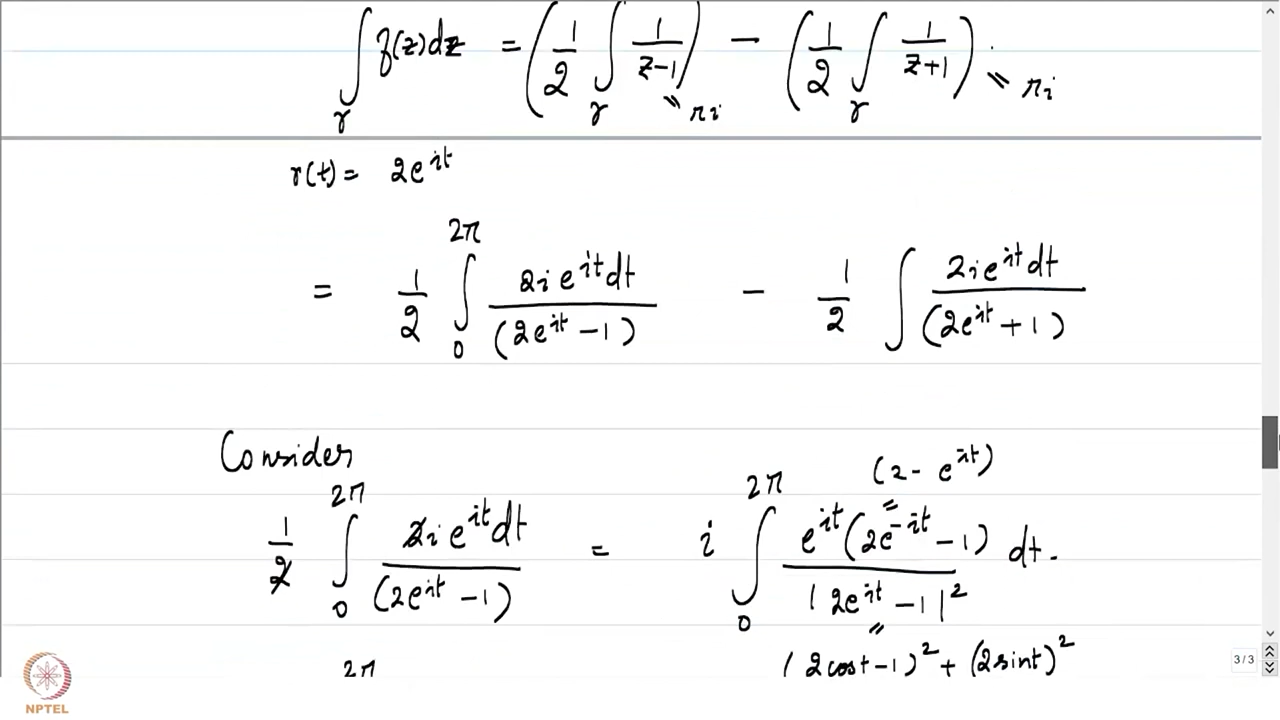 ∫_γ f(z)dz = (1/2 ∫_γ 1/(z-1)) = πi - (1/2 ∫_γ 1/(z+1)) = πi
γ(t) = 2e^{it}
= 1/2 ∫_0^{2π} 2ie^{it}dt/(2e^{it} - 1) - 1/2 ∫ 2ie^{it}dt/(2e^{it} + 1)
Consider
(2 - e^{it})
1/2 ∫_0^{2π} 2ie^{it}dt/(2e^{it} - 1) = i ∫_0^{2π} e^{it}(2e^{-it} - 1)/|2e^{it} - 1|^2 dt.
(2cost - 1)^2 + (2sint)^2
2π
3 / 3
NPTEL